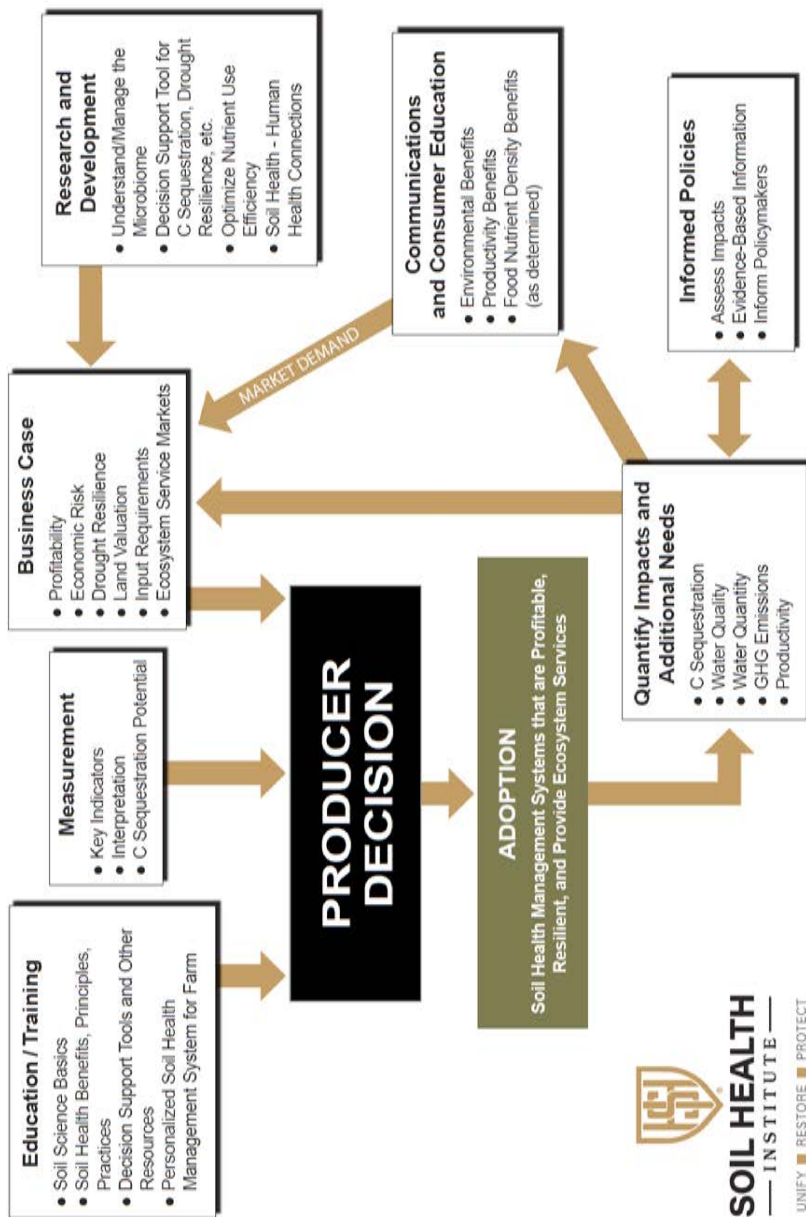 Education / Training
• Soil Science Basics
• Soil Health Benefits, Principles,
Practices
• Decision Support Tools and Other
Resources
• Personalized Soil Health
Management System for Farm
Measurement
• Key Indicators
• Interpretation
• C Sequestration Potential
Business Case
• Profitability
• Economic Risk
• Drought Resilience
• Land Valuation
• Input Requirements
• Ecosystem Service Markets
Research and
Development
• Understand/Manage the
Microbiome
• Decision Support Tool for
C Sequestration, Drought
Resilience, etc.
• Optimize Nutrient Use
Efficiency
• Soil Health - Human
Health Connections
PRODUCER
DECISION
MARKET DEMAND
Communications
and Consumer Education
• Environmental Benefits
• Productivity Benefits
• Food Nutrient Density Benefits
(as determined)
ADOPTION
Soil Health Management Systems that are Profitable,
Resilient, and Provide Ecosystem Services
Quantify Impacts and
Additional Needs
• C Sequestration
• Water Quality
• Water Quantity
• GHG Emissions
• Productivity
Informed Policies
• Assess Impacts
• Evidence-Based Information
• Inform Policymakers
SOIL HEALTH
INSTITUTE
UNIFY ■ RESTORE ■ PROTECT